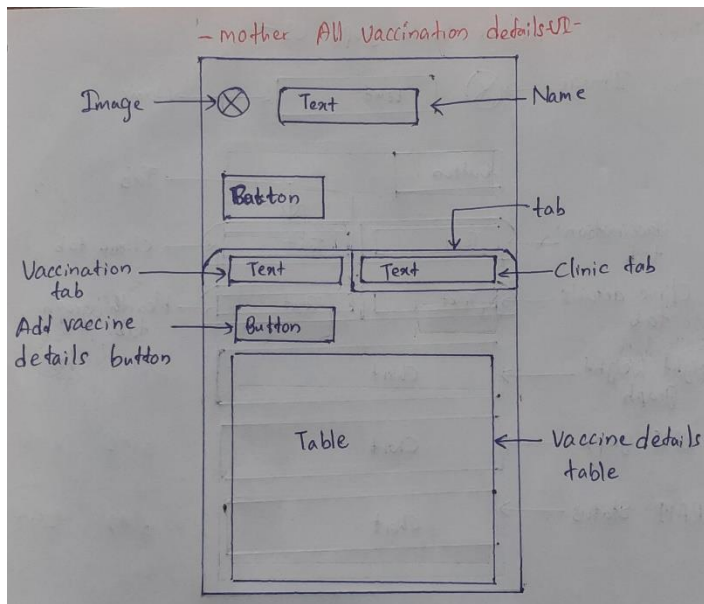 - mother All vaccination details UI -
Image
Text
Name
Button
tab
Vaccination
tab
Text
Text
Clinic tab
Add vaccine
details button
Button
Table
Vaccine details
table